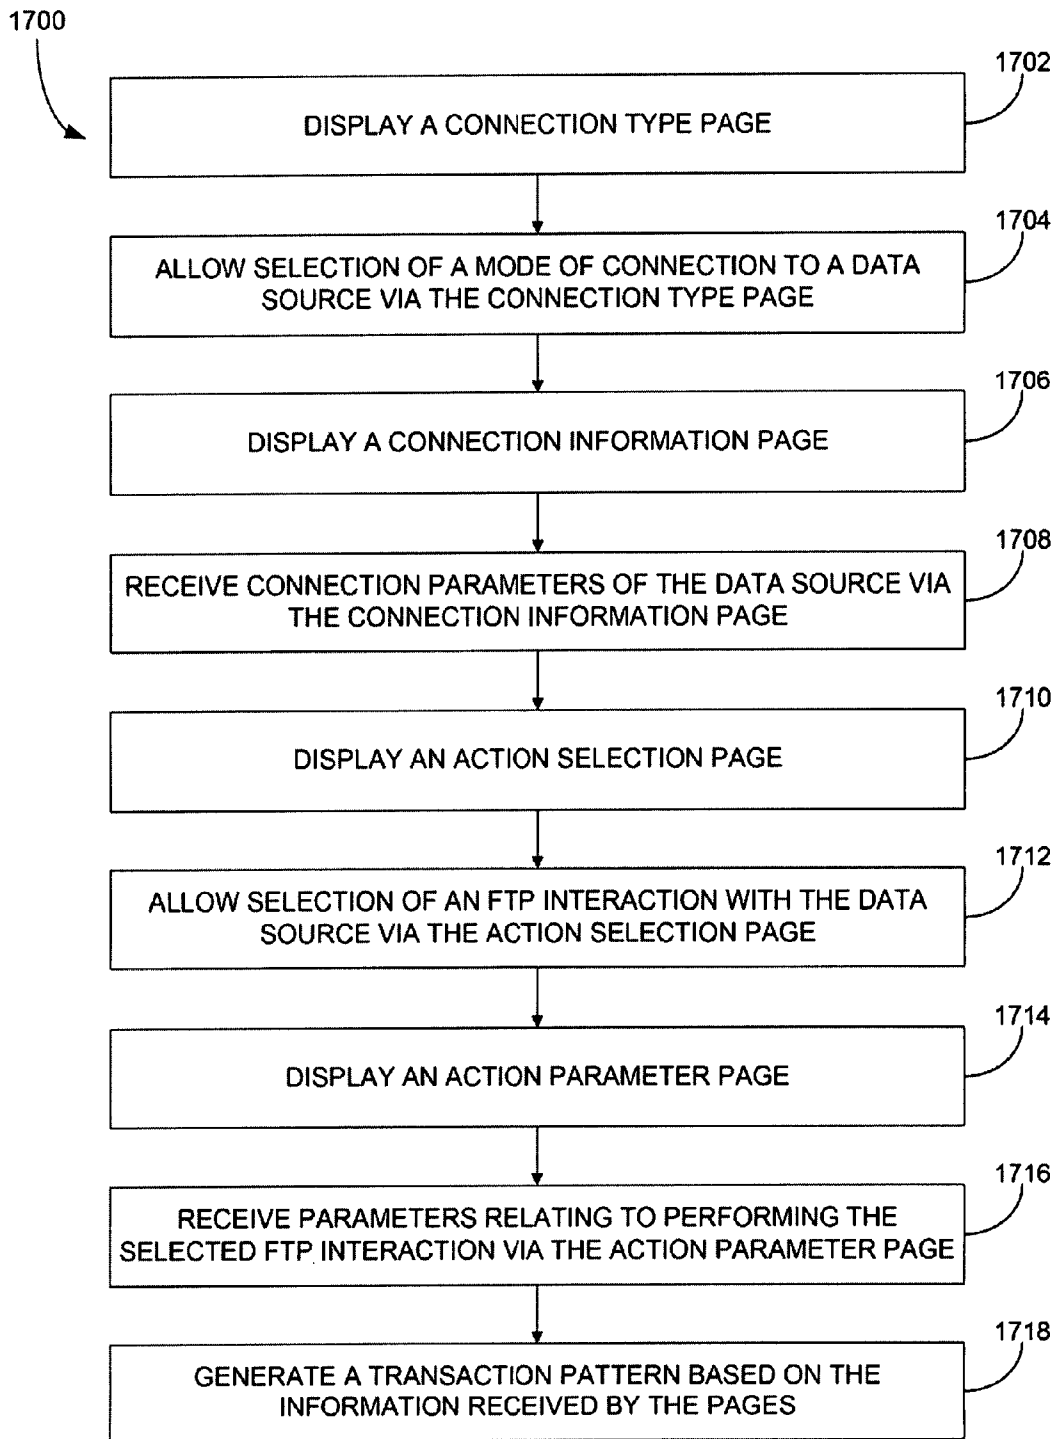 1700
1702
DISPLAY A CONNECTION TYPE PAGE
1704
ALLOW SELECTION OF A MODE OF CONNECTION TO A DATA
SOURCE VIA THE CONNECTION TYPE PAGE
1706
DISPLAY A CONNECTION INFORMATION PAGE
1708
RECEIVE CONNECTION PARAMETERS OF THE DATA SOURCE VIA
THE CONNECTION INFORMATION PAGE
1710
DISPLAY AN ACTION SELECTION PAGE
1712
ALLOW SELECTION OF AN FTP INTERACTION WITH THE DATA
SOURCE VIA THE ACTION SELECTION PAGE
1714
DISPLAY AN ACTION PARAMETER PAGE
1716
RECEIVE PARAMETERS RELATING TO PERFORMING THE
SELECTED FTP INTERACTION VIA THE ACTION PARAMETER PAGE
1718
GENERATE A TRANSACTION PATTERN BASED ON THE
INFORMATION RECEIVED BY THE PAGES